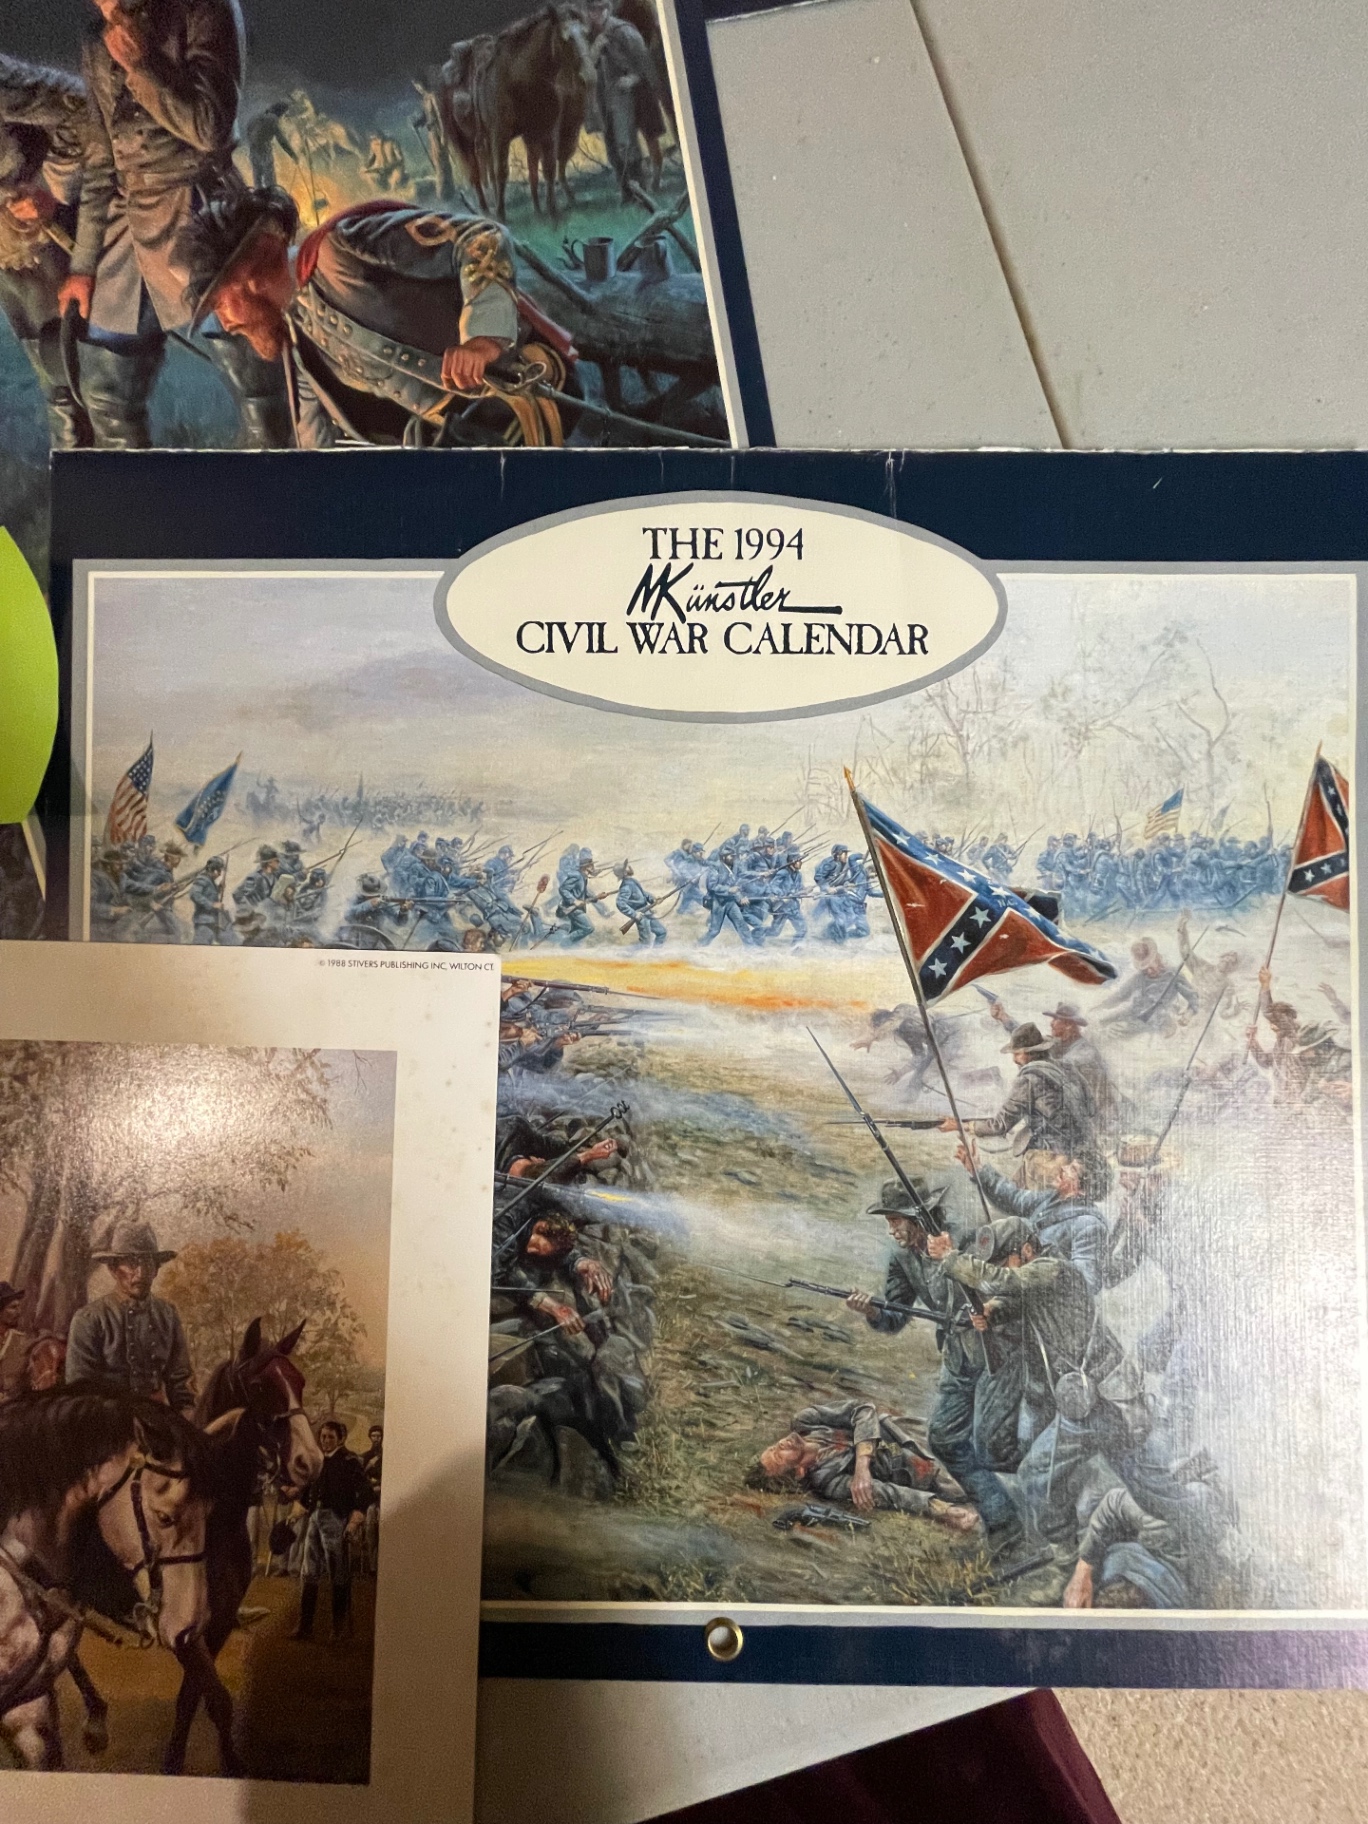 THE 1994
MKünstler
CIVIL WAR CALENDAR
© 1988 STIVERS PUBLISHING INC, WILTON CT.